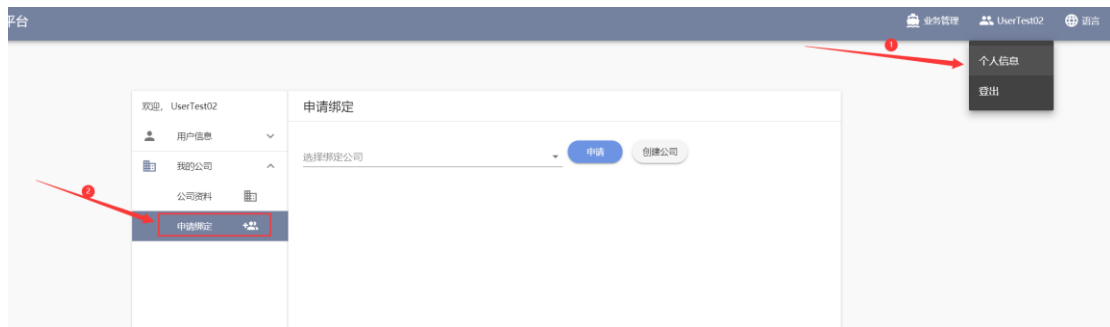 平台
业务管理 UserTest02 语言
1
个人信息
登出
欢迎, UserTest02
用户信息
我的公司
公司资料
2
申请绑定
申请绑定
选择绑定公司
申请 创建公司